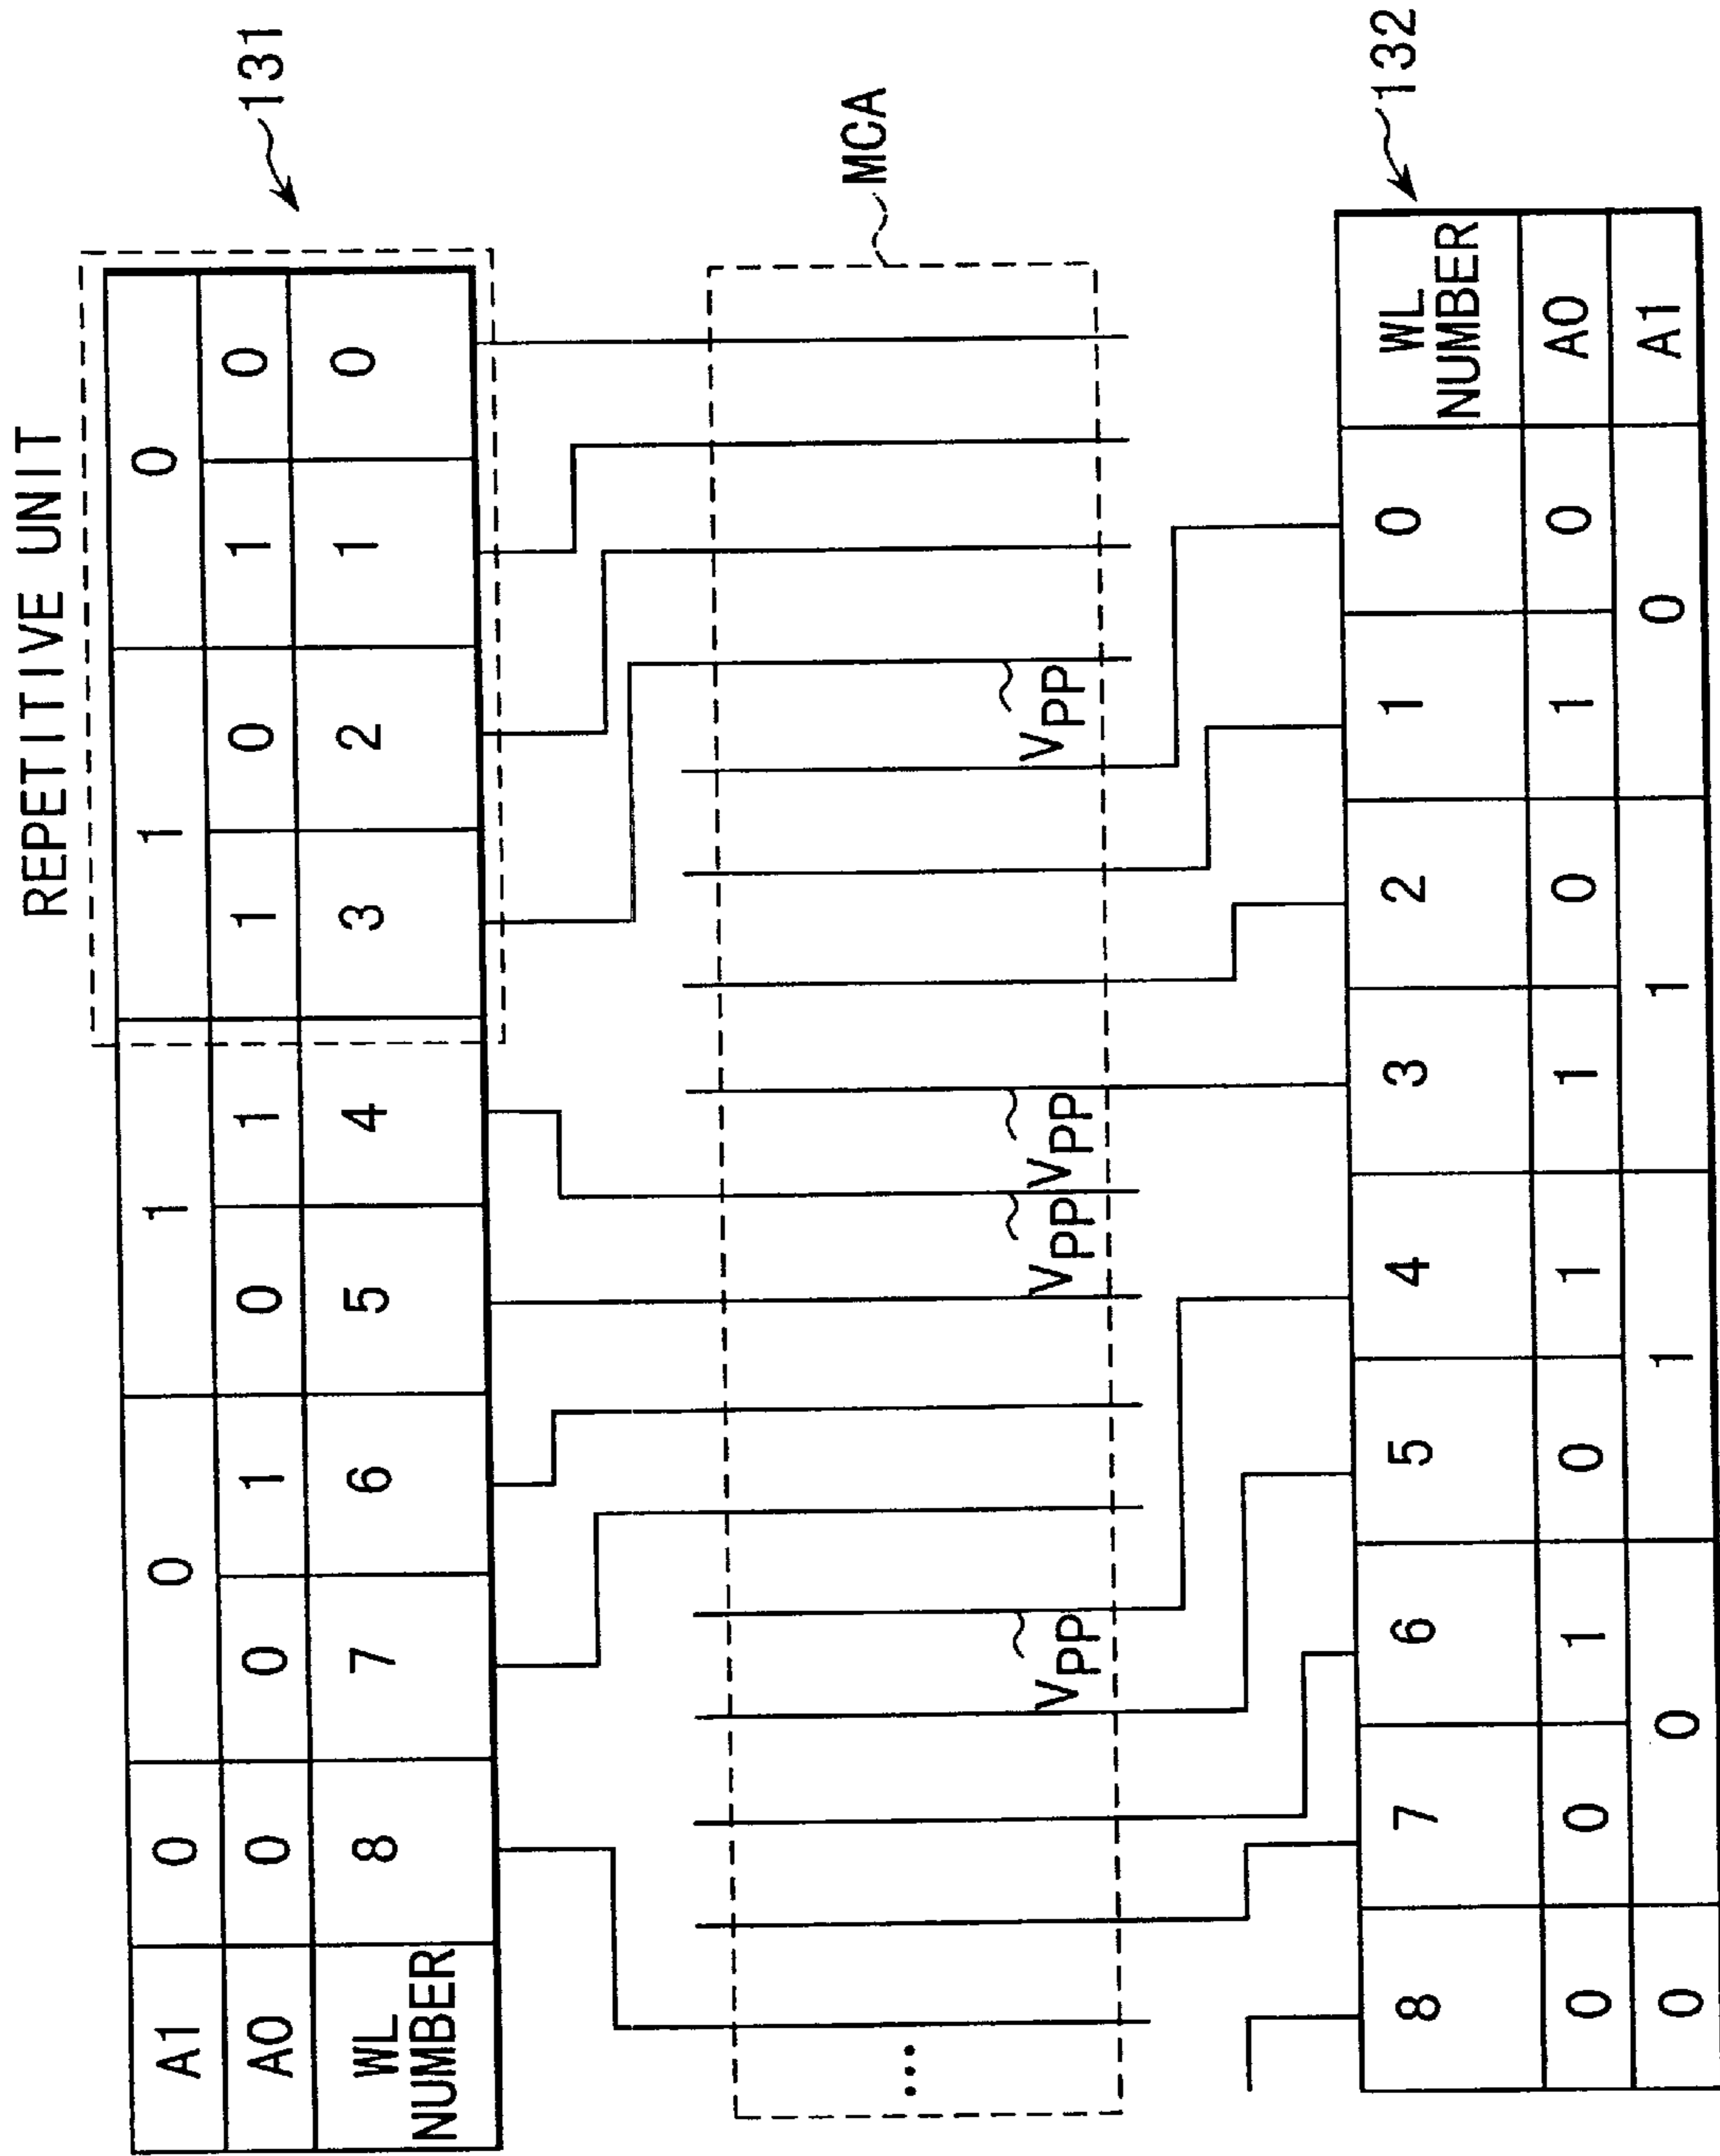 REPETITIVE UNIT
131
A1 0 0 1 1 0
A0 0 0 1 0 1 1 0 1 0
WL NUMBER 8 7 6 5 4 3 2 1 0
MCA
...
VPP VPP VPP VPP
132
8 7 6 5 4 3 2 1 0 WL NUMBER
0 0 1 0 1 1 0 1 0 A0
0 0 1 1 0 A1